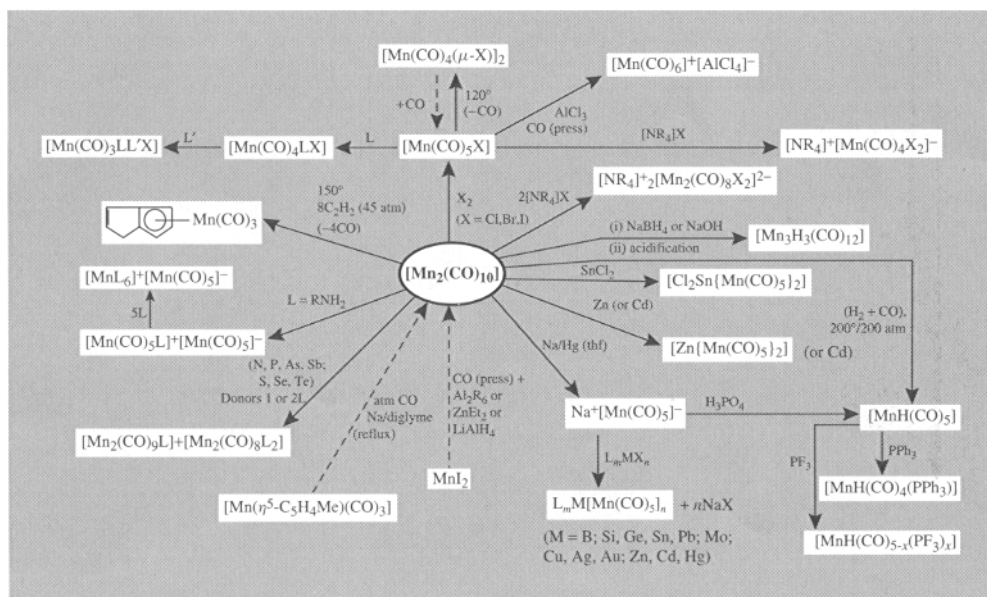 [Mn(CO)₄(μ-X)]₂
[Mn(CO)₆]⁺[AlCl₄]⁻
+CO
120°
(−CO)
AlCl₃
CO (press)
[Mn(CO)₃LL′X]
L′
[Mn(CO)₄LX]
L
[Mn(CO)₅X]
[NR₄]X
[NR₄]⁺[Mn(CO)₄X₂]⁻
[NR₄]⁺₂[Mn₂(CO)₈X₂]²⁻
150°
8C₂H₂ (45 atm)
(−4CO)
X₂
(X = Cl,Br,I)
2[NR₄]X
Mn(CO)₃
(i) NaBH₄ or NaOH
(ii) acidification
[Mn₃H₃(CO)₁₂]
[Mn₂(CO)₁₀]
SnCl₂
[Cl₂Sn{Mn(CO)₅}₂]
[MnL₆]⁺[Mn(CO)₅]⁻
5L
L = RNH₂
Zn (or Cd)
(H₂ + CO),
200°/200 atm
[Mn(CO)₅L]⁺[Mn(CO)₅]⁻
Na/Hg (thf)
[Zn{Mn(CO)₅}₂]
(or Cd)
(N, P, As. Sb;
S, Se, Te)
Donors 1 or 2L
atm CO
Na/diglyme
(reflux)
CO (press) +
Al₂R₆ or
ZnEt₂ or
LiAlH₄
Na⁺[Mn(CO)₅]⁻
H₃PO₄
[MnH(CO)₅]
[Mn₂(CO)₉L]+[Mn₂(CO)₈L₂]
MnI₂
LₘMXₙ
PF₃
PPh₃
[Mn(η⁵-C₅H₄Me)(CO)₃]
LₘM[Mn(CO)₅]ₙ + nNaX
[MnH(CO)₄(PPh₃)]
(M = B; Si, Ge, Sn, Pb; Mo;
Cu, Ag, Au; Zn, Cd, Hg)
[MnH(CO)₅₋ₓ(PF₃)ₓ]